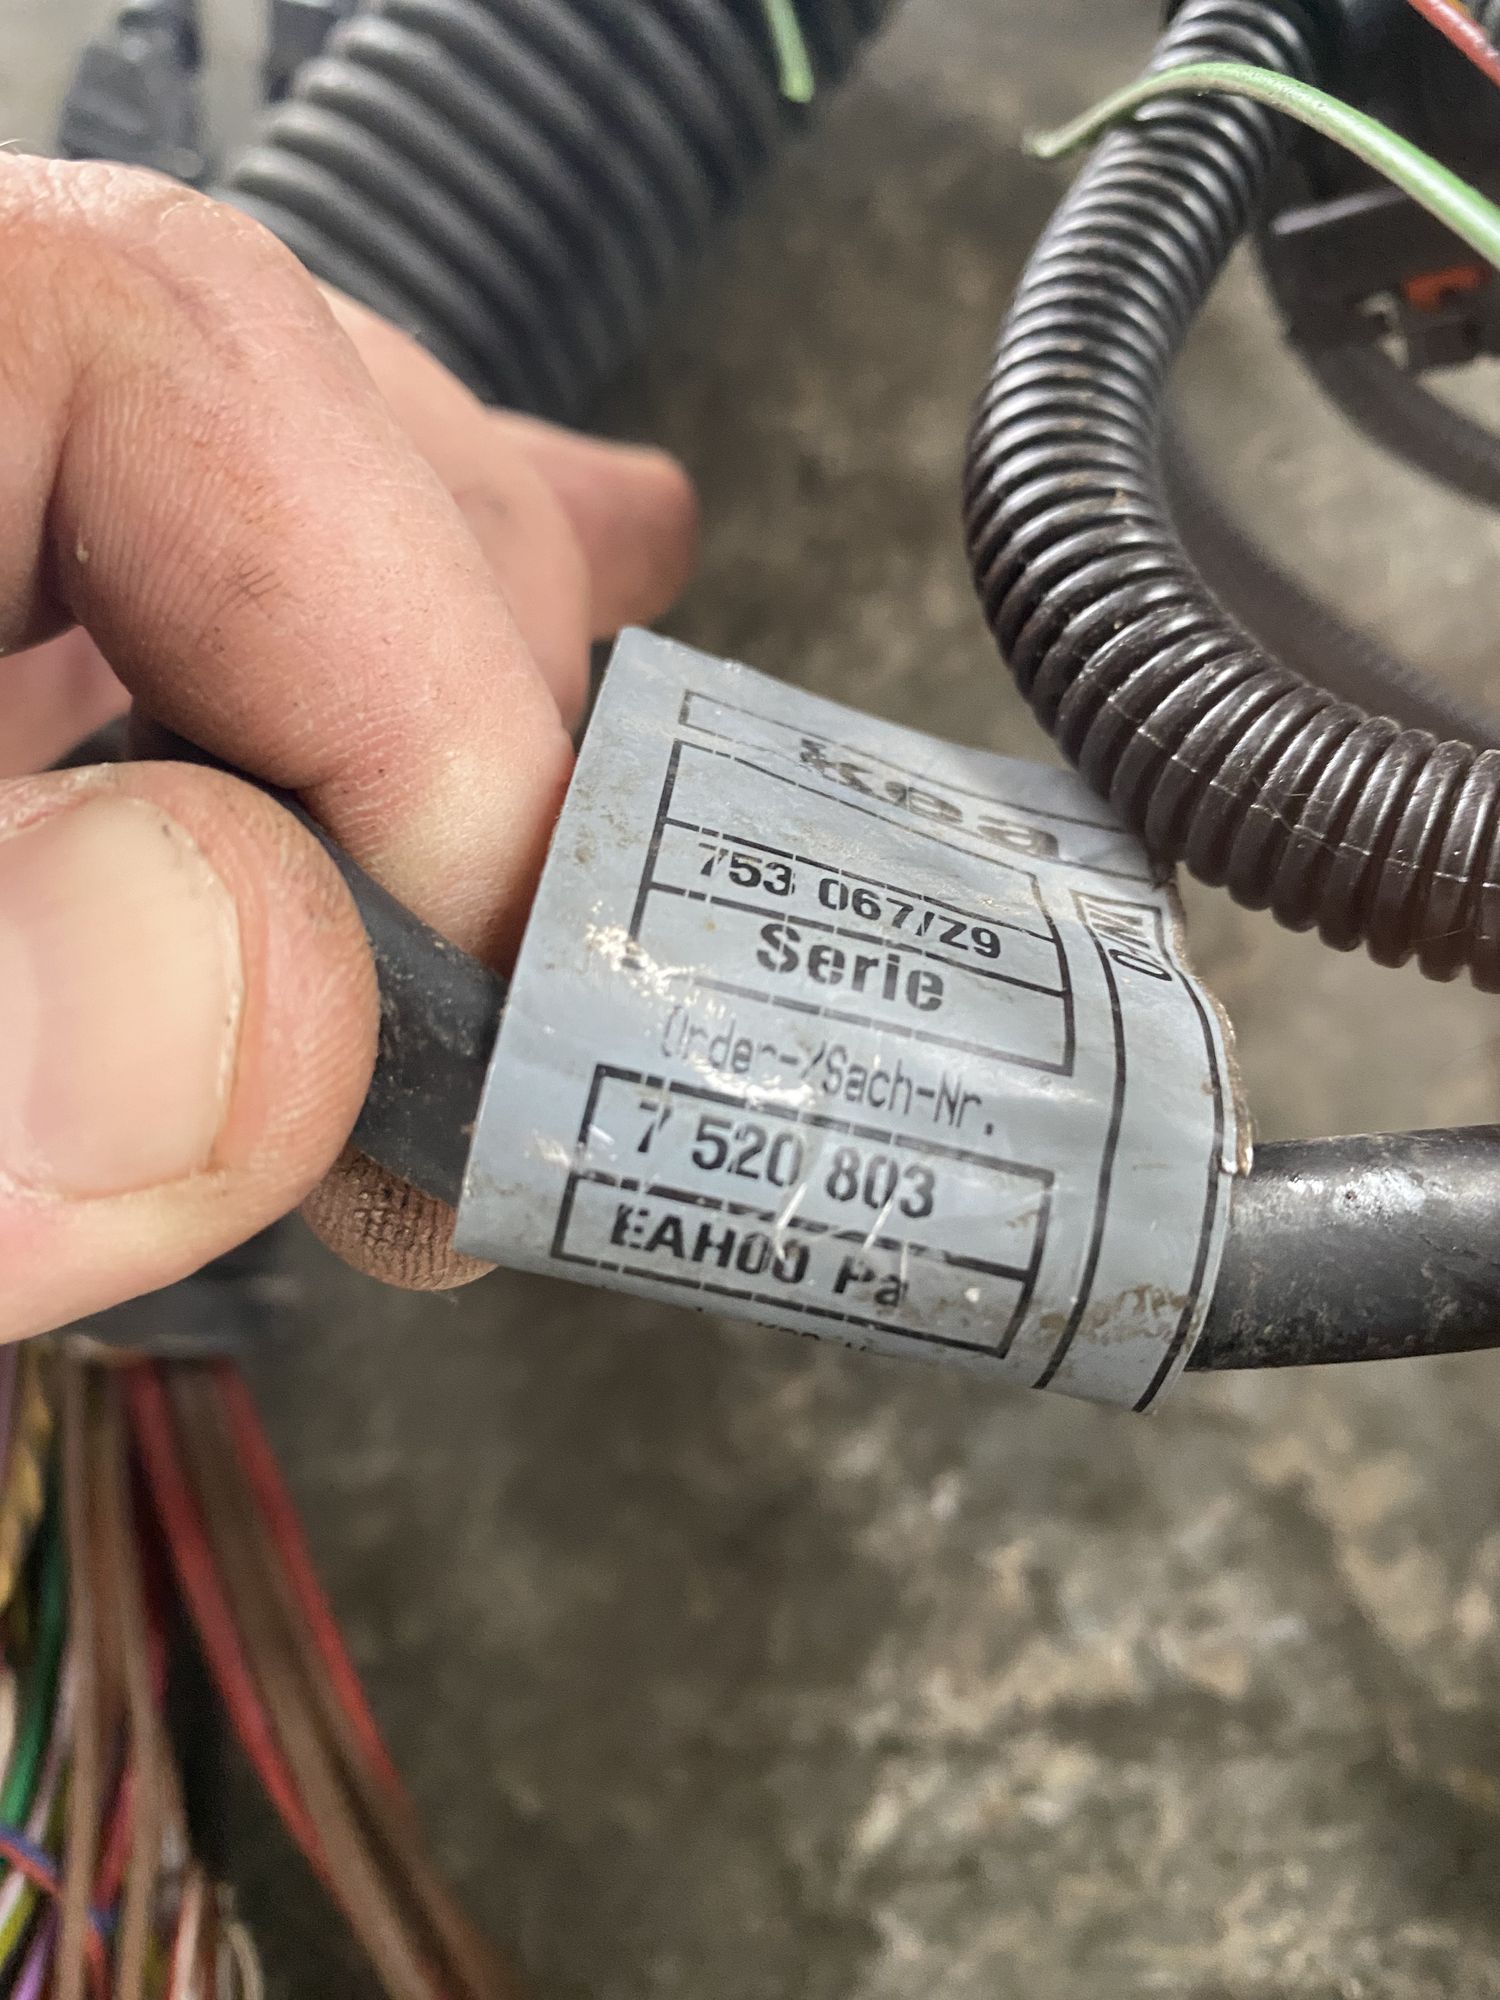 753 067/Z9
Serie
Order-/Sach-Nr.
7 520 803
EAH00 Pa